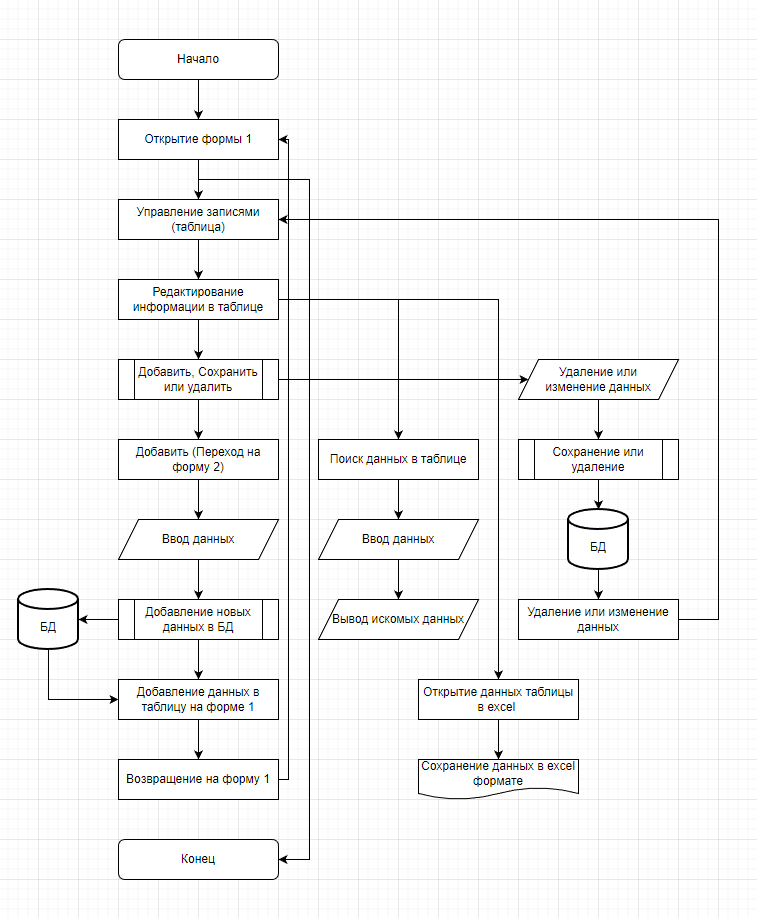 Начало
Открытие формы 1
Управление записями
(таблица)
Редактирование
информации в таблице
Добавить, Сохранить
или удалить
Удаление или
изменение данных
Добавить (Переход на
форму 2)
Поиск данных в таблице
Сохранение или
удаление
Ввод данных
Ввод данных
БД
Добавление новых
данных в БД
Вывод искомых данных
Удаление или изменение
данных
БД
Добавление данных в
таблицу на форме 1
Открытие данных таблицы
в excel
Возвращение на форму 1
Сохранение данных в excel
формате
Конец